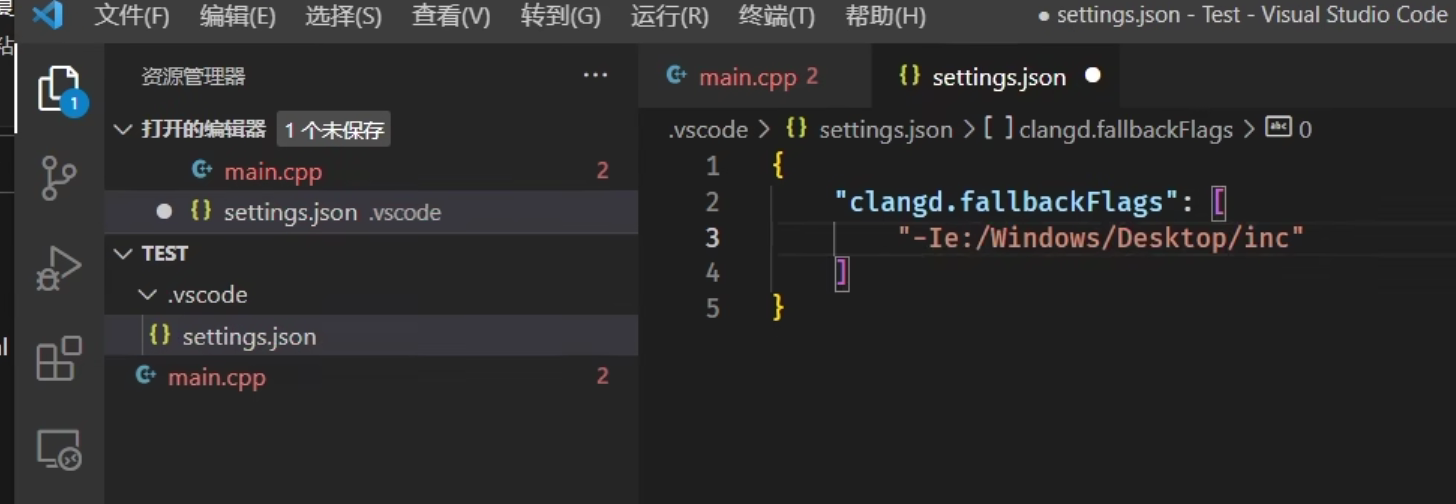 文件(F) 编辑(E) 选择(S) 查看(V) 转到(G) 运行(R) 终端(T) 帮助(H) ● settings.json - Test - Visual Studio Code
资源管理器 ···
打开的编辑器 1 个未保存
main.cpp 2
settings.json .vscode
TEST
.vscode
settings.json
main.cpp 2
1
main.cpp 2 settings.json
.vscode > {} settings.json > [ ] clangd.fallbackFlags > abc 0
1 {
2 "clangd.fallbackFlags": [
3 "-Ie:/Windows/Desktop/inc"
4 ]
5 }